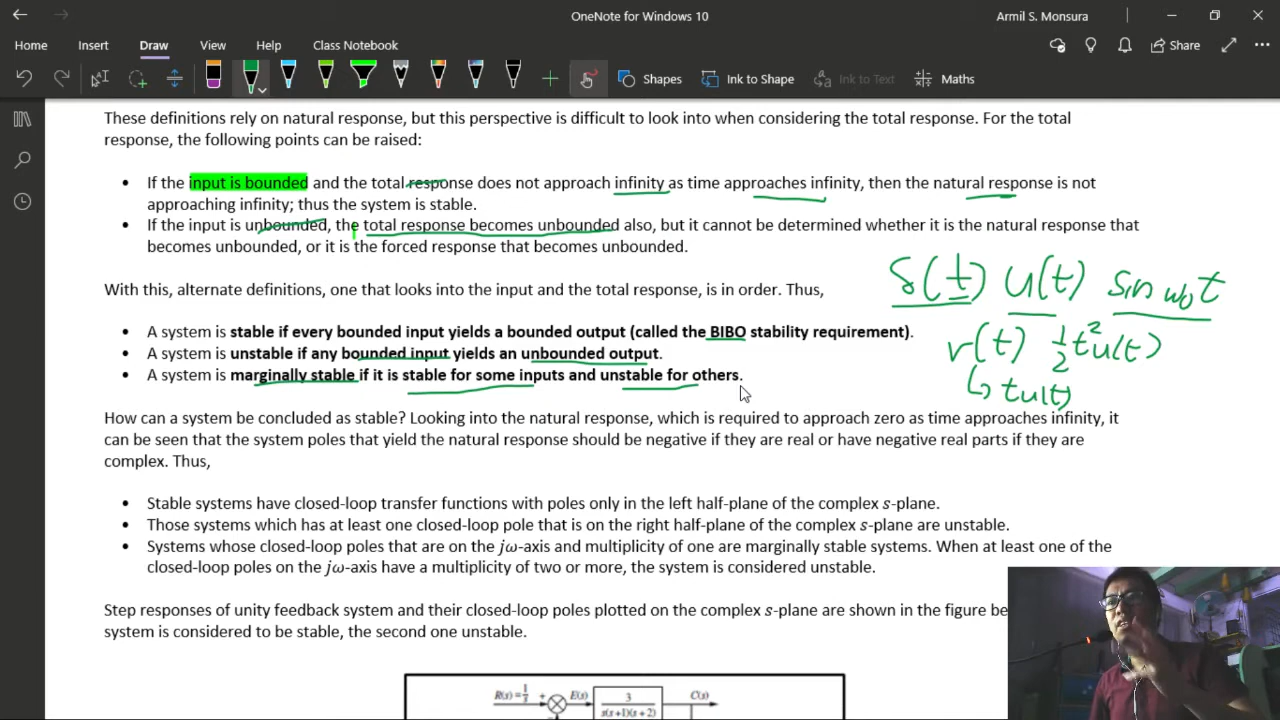 OneNote for Windows 10
Armil S. Monsura
Home Insert Draw View Help Class Notebook
Share
Shapes Ink to Shape Ink to Text Maths
These definitions rely on natural response, but this perspective is difficult to look into when considering the total response. For the total
response, the following points can be raised:
• If the input is bounded and the total response does not approach infinity as time approaches infinity, then the natural response is not
approaching infinity; thus the system is stable.
• If the input is unbounded, the total response becomes unbounded also, but it cannot be determined whether it is the natural response that
becomes unbounded, or it is the forced response that becomes unbounded.
δ(t) u(t) sin ω₀t
With this, alternate definitions, one that looks into the input and the total response, is in order. Thus,
• A system is stable if every bounded input yields a bounded output (called the BIBO stability requirement).
r(t) ½t²u(t)
• A system is unstable if any bounded input yields an unbounded output.
• A system is marginally stable if it is stable for some inputs and unstable for others.
↳ tu(t)
How can a system be concluded as stable? Looking into the natural response, which is required to approach zero as time approaches infinity, it
can be seen that the system poles that yield the natural response should be negative if they are real or have negative real parts if they are
complex. Thus,
• Stable systems have closed-loop transfer functions with poles only in the left half-plane of the complex s-plane.
• Those systems which has at least one closed-loop pole that is on the right half-plane of the complex s-plane are unstable.
• Systems whose closed-loop poles that are on the jω-axis and multiplicity of one are marginally stable systems. When at least one of the
closed-loop poles on the jω-axis have a multiplicity of two or more, the system is considered unstable.
Step responses of unity feedback system and their closed-loop poles plotted on the complex s-plane are shown in the figure be
system is considered to be stable, the second one unstable.
R(s)=1/s + E(s) 3 C(s)
s(s+1)(s+2)